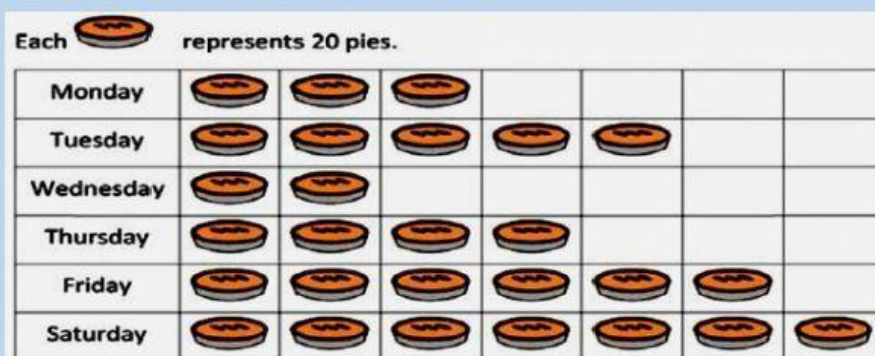 Each represents 20 pies.
Monday
Tuesday
Wednesday
Thursday
Friday
Saturday